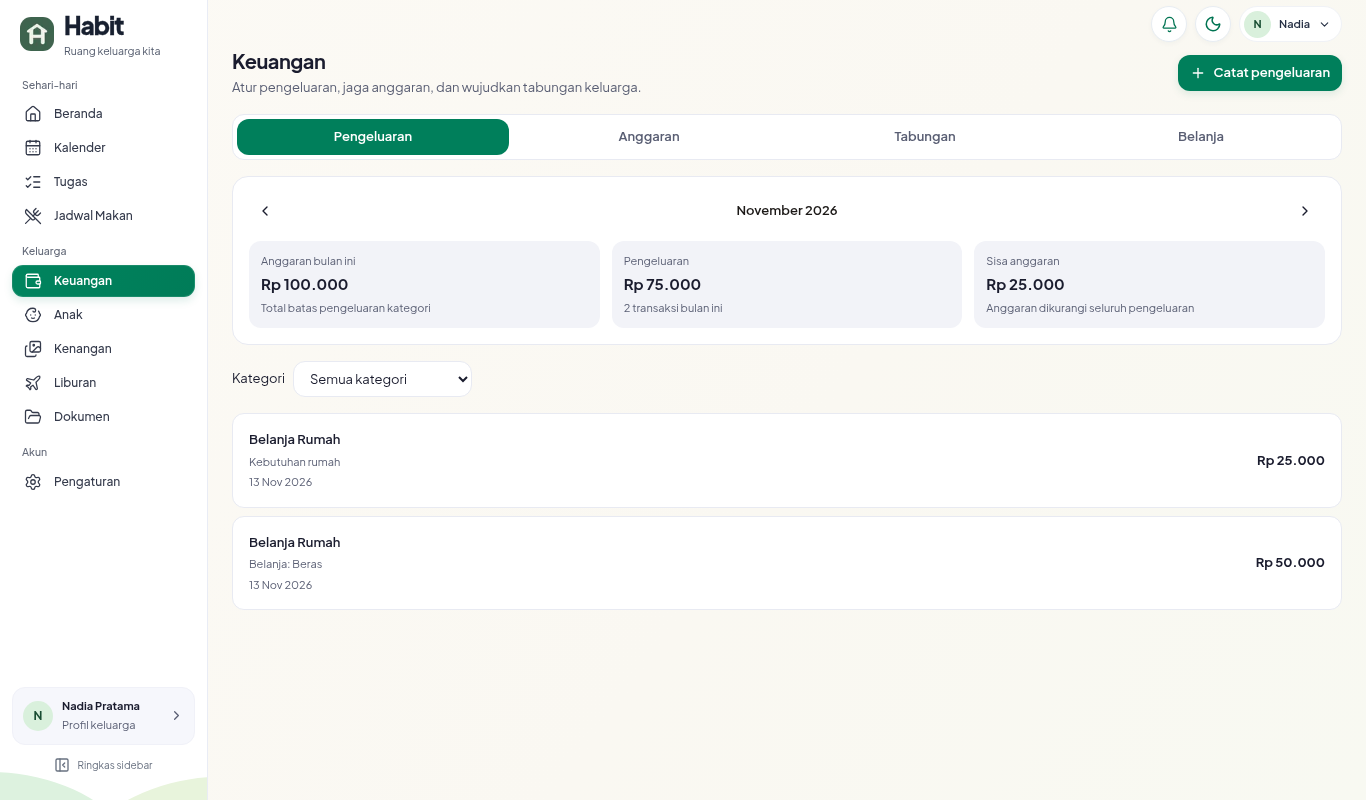 Habit
Ruang keluarga kita
Sehari-hari
Beranda
Kalender
Tugas
Jadwal Makan
Keluarga
Keuangan
Anak
Kenangan
Liburan
Dokumen
Akun
Pengaturan
N
Nadia Pratama
Profil keluarga
Ringkas sidebar
N
Nadia
Keuangan
Atur pengeluaran, jaga anggaran, dan wujudkan tabungan keluarga.
Catat pengeluaran
Pengeluaran
Anggaran
Tabungan
Belanja
November 2026
Anggaran bulan ini
Rp 100.000
Total batas pengeluaran kategori
Pengeluaran
Rp 75.000
2 transaksi bulan ini
Sisa anggaran
Rp 25.000
Anggaran dikurangi seluruh pengeluaran
Kategori
Semua kategori
Belanja Rumah
Kebutuhan rumah
13 Nov 2026
Rp 25.000
Belanja Rumah
Belanja: Beras
13 Nov 2026
Rp 50.000